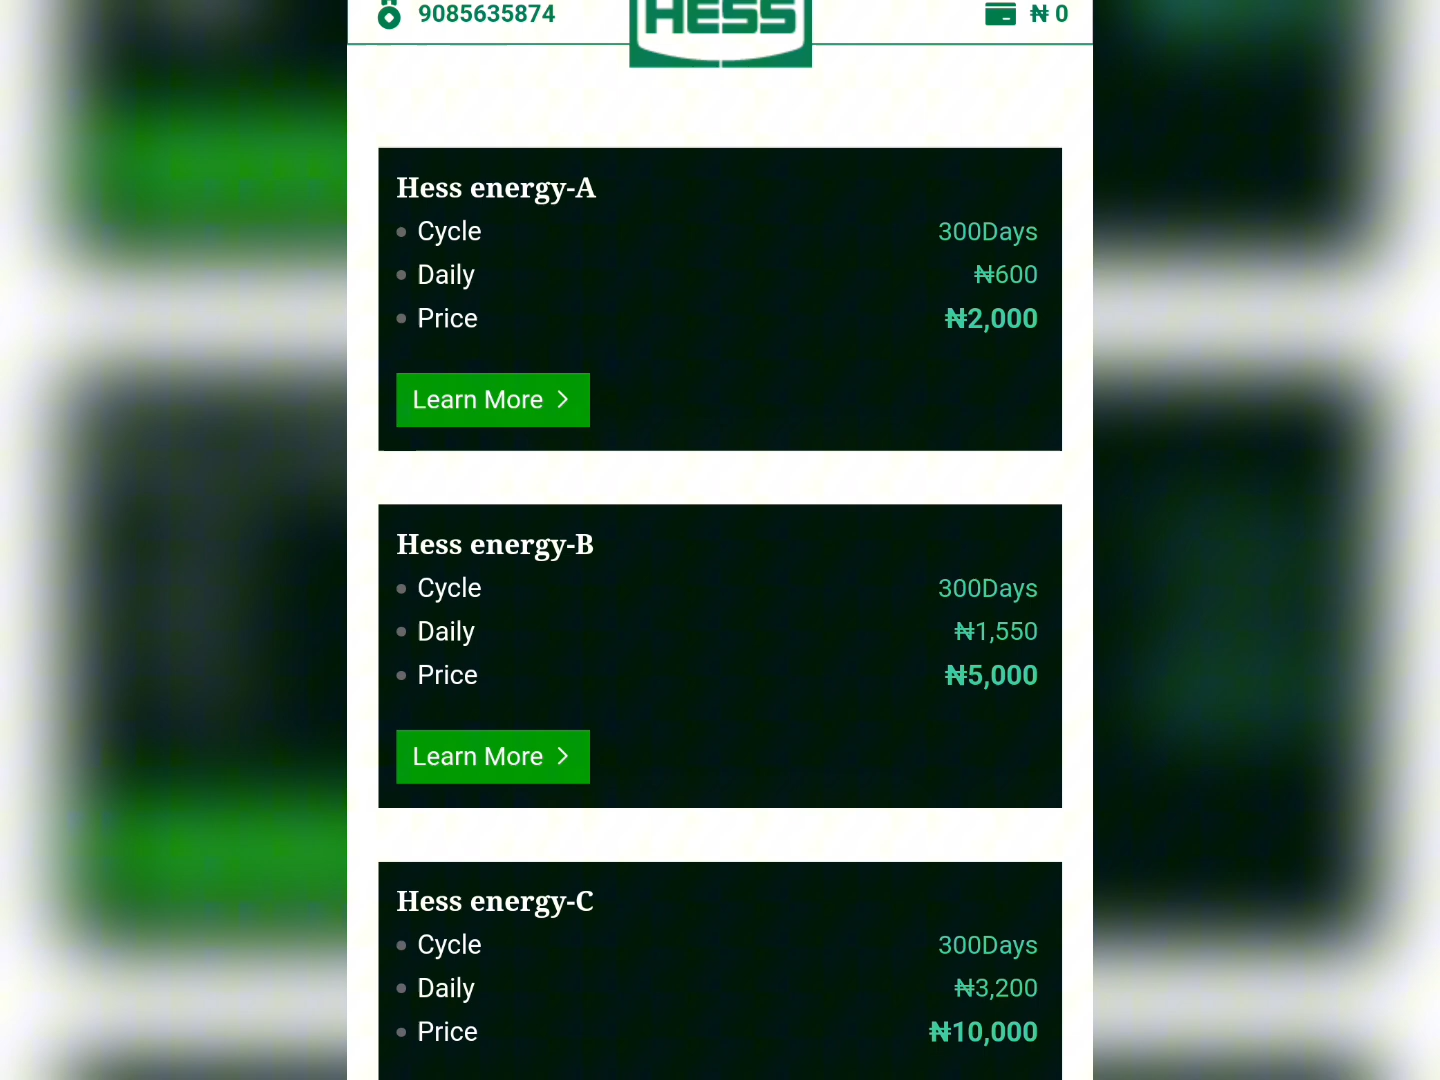 9085635874
HESS
₦ 0
Hess energy-A
Cycle 300Days
Daily ₦600
Price ₦2,000
Learn More
Hess energy-B
Cycle 300Days
Daily ₦1,550
Price ₦5,000
Learn More
Hess energy-C
Cycle 300Days
Daily ₦3,200
Price ₦10,000